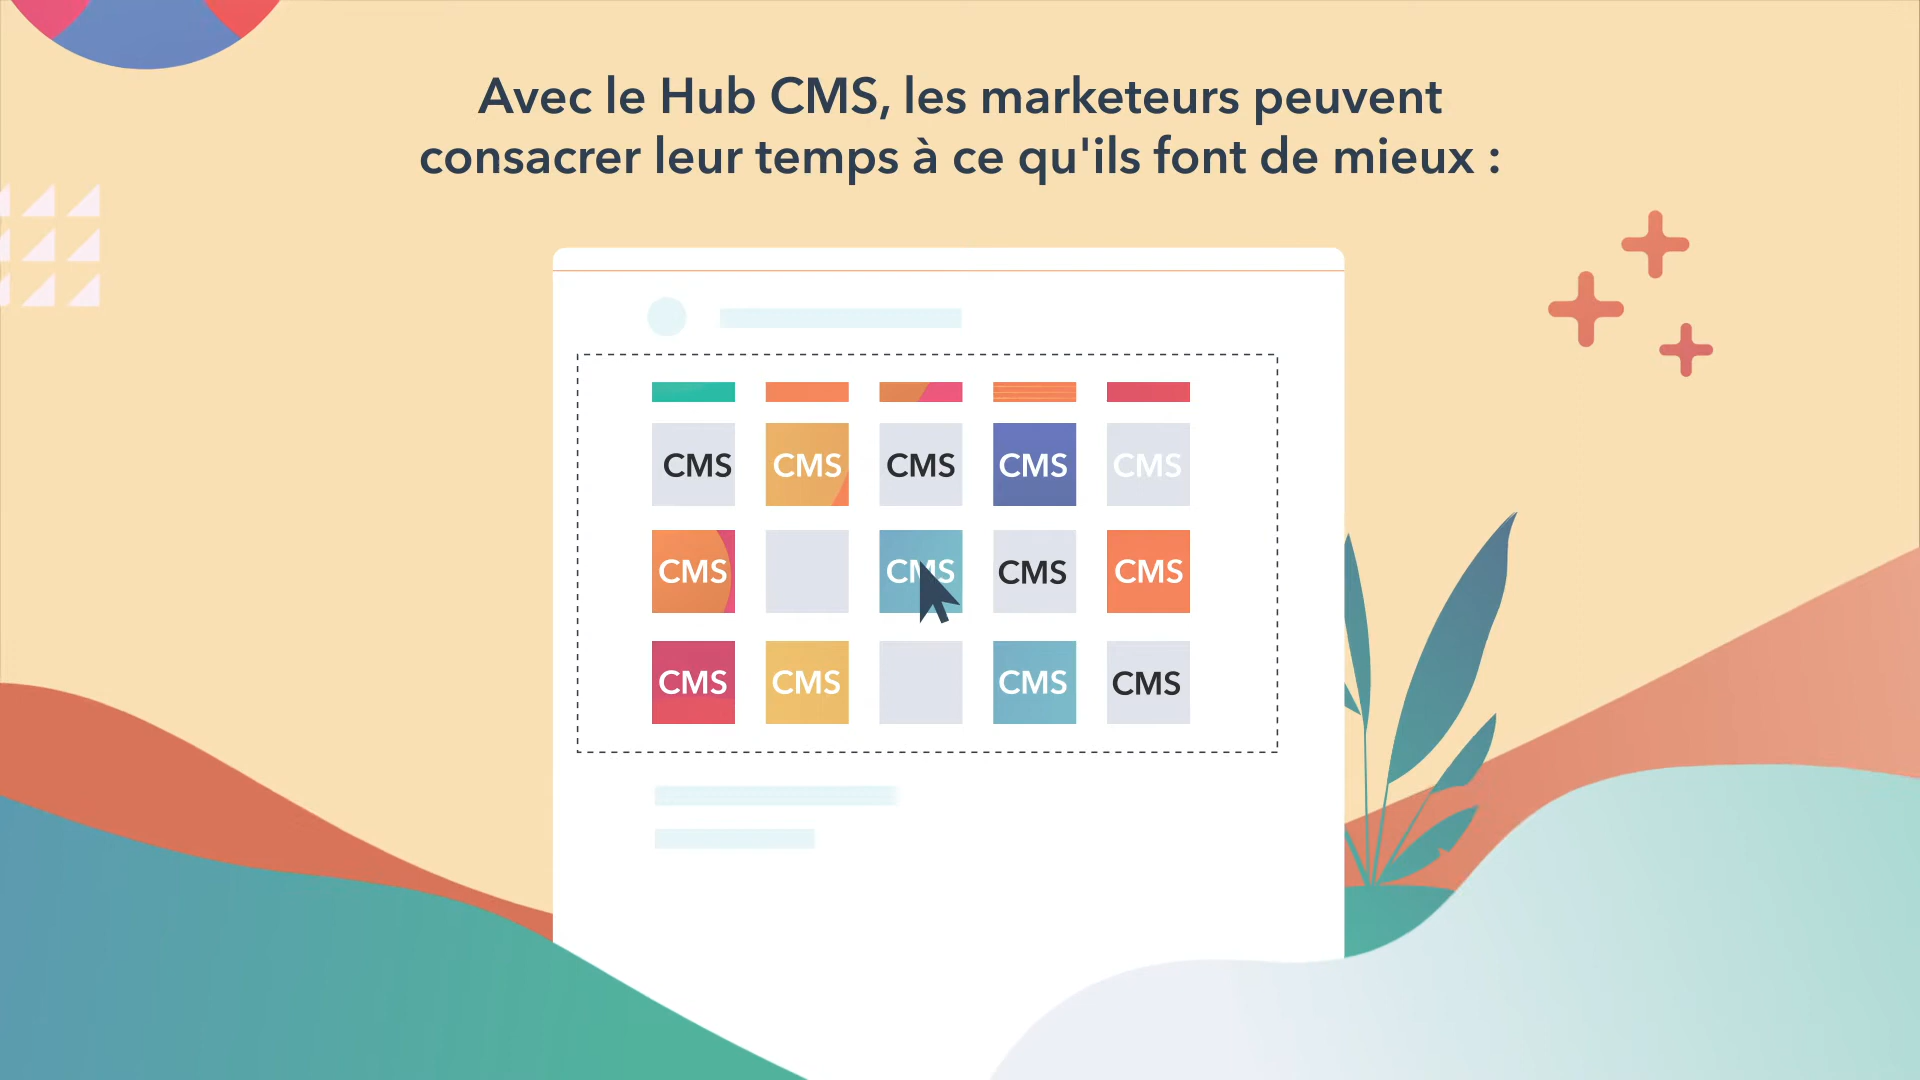 Avec le Hub CMS, les marketeurs peuvent
consacrer leur temps à ce qu'ils font de mieux :
CMS CMS CMS CMS CMS
CMS CMS CMS CMS
CMS CMS CMS CMS